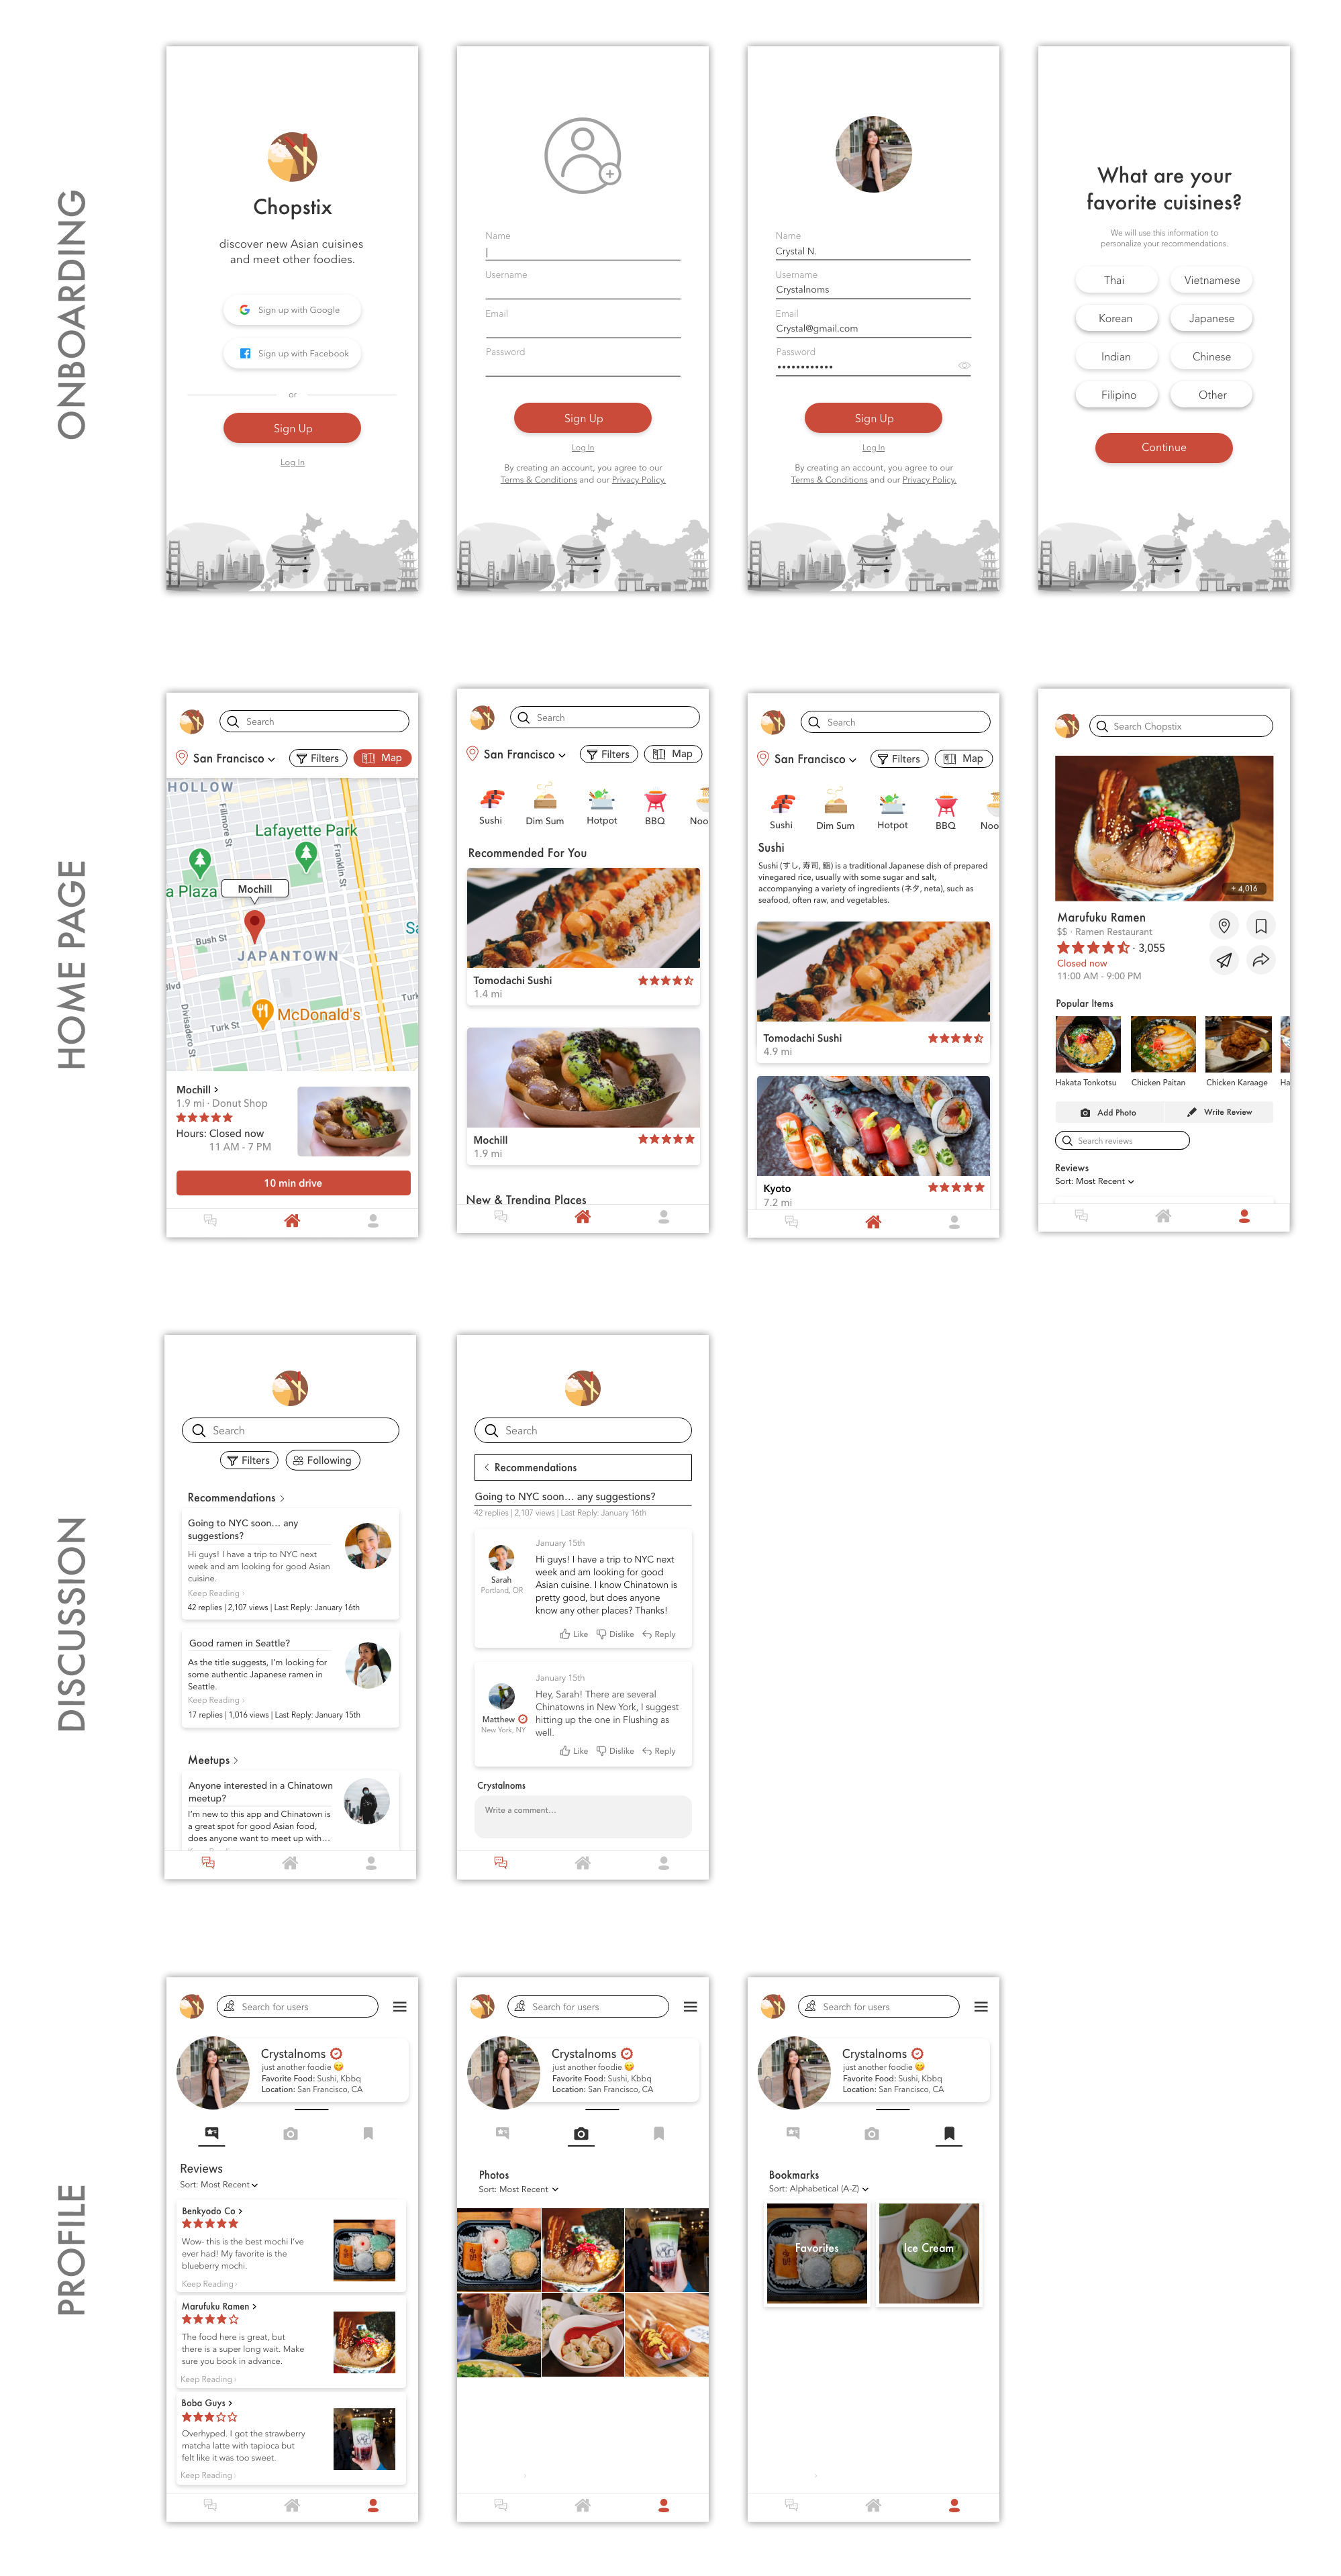 ONBOARDING
Chopstix
discover new Asian cuisines
and meet other foodies.
Sign up with Google
Sign up with Facebook
or
Sign Up
Log In
Name
Username
Email
Password
Sign Up
Log In
By creating an account, you agree to our
Terms & Conditions and our Privacy Policy.
Name
Crystal N.
Username
Crystalnoms
Email
Crystal@gmail.com
Password
Sign Up
Log In
By creating an account, you agree to our
Terms & Conditions and our Privacy Policy.
What are your
favorite cuisines?
We will use this information to
personalize your recommendations.
Thai
Vietnamese
Korean
Japanese
Indian
Chinese
Filipino
Other
Continue
HOME PAGE
Search
San Francisco
Filters
Map
HOLLOW
Fillmore St
Lafayette Park
Franklin St
a Plaza
Mochill
Bush St
JAPANTOWN
Sa
lvd
Divisadero St
Turk St
McDonald's
Turk
Mochill >
1.9 mi · Donut Shop
Hours: Closed now
11 AM - 7 PM
10 min drive
Search
San Francisco
Filters
Map
Sushi
Dim Sum
Hotpot
BBQ
Noo
Recommended For You
Tomodachi Sushi
1.4 mi
Mochill
1.9 mi
New & Trending Places
Search
San Francisco
Filters
Map
Sushi
Dim Sum
Hotpot
BBQ
Noo
Sushi
Sushi (すし, 寿司, 鮨) is a traditional Japanese dish of prepared
vinegared rice, usually with some sugar and salt,
accompanying a variety of ingredients (ネタ, neta), such as
seafood, often raw, and vegetables.
Tomodachi Sushi
4.9 mi
Kyoto
7.2 mi
Search Chopstix
+ 4,016
Marufuku Ramen
$$ · Ramen Restaurant
· 3,055
Closed now
11:00 AM - 9:00 PM
Popular Items
Hakata Tonkotsu
Chicken Paitan
Chicken Karaage
Ha
Add Photo
Write Review
Search reviews
Reviews
Sort: Most Recent
DISCUSSION
Search
Filters
Following
Recommendations >
Going to NYC soon... any
suggestions?
Hi guys! I have a trip to NYC next
week and am looking for good Asian
cuisine.
Keep Reading ›
42 replies | 2,107 views | Last Reply: January 16th
Good ramen in Seattle?
As the title suggests, I'm looking for
some authentic Japanese ramen in
Seattle.
Keep Reading ›
17 replies | 1,016 views | Last Reply: January 15th
Meetups >
Anyone interested in a Chinatown
meetup?
I'm new to this app and Chinatown is
a great spot for good Asian food,
does anyone want to meet up with...
Search
< Recommendations
Going to NYC soon... any suggestions?
42 replies | 2,107 views | Last Reply: January 16th
January 15th
Hi guys! I have a trip to NYC next
week and am looking for good
Asian cuisine. I know Chinatown is
pretty good, but does anyone
know any other places? Thanks!
Sarah
Portland, OR
Like
Dislike
Reply
January 15th
Hey, Sarah! There are several
Chinatowns in New York, I suggest
hitting up the one in Flushing as
well.
Matthew
New York, NY
Like
Dislike
Reply
Crystalnoms
Write a comment...
PROFILE
Search for users
Crystalnoms
just another foodie 😋
Favorite Food: Sushi, Kbbq
Location: San Francisco, CA
Reviews
Sort: Most Recent
Benkyodo Co >
Wow- this is the best mochi I've
ever had! My favorite is the
blueberry mochi.
Keep Reading ›
Marufuku Ramen >
The food here is great, but
there is a super long wait. Make
sure you book in advance.
Keep Reading ›
Boba Guys >
Overhyped. I got the strawberry
matcha latte with tapioca but
felt like it was too sweet.
Keep Reading ›
Search for users
Crystalnoms
just another foodie 😋
Favorite Food: Sushi, Kbbq
Location: San Francisco, CA
Photos
Sort: Most Recent
Search for users
Crystalnoms
just another foodie 😋
Favorite Food: Sushi, Kbbq
Location: San Francisco, CA
Bookmarks
Sort: Alphabetical (A-Z)
Favorites
Ice Cream